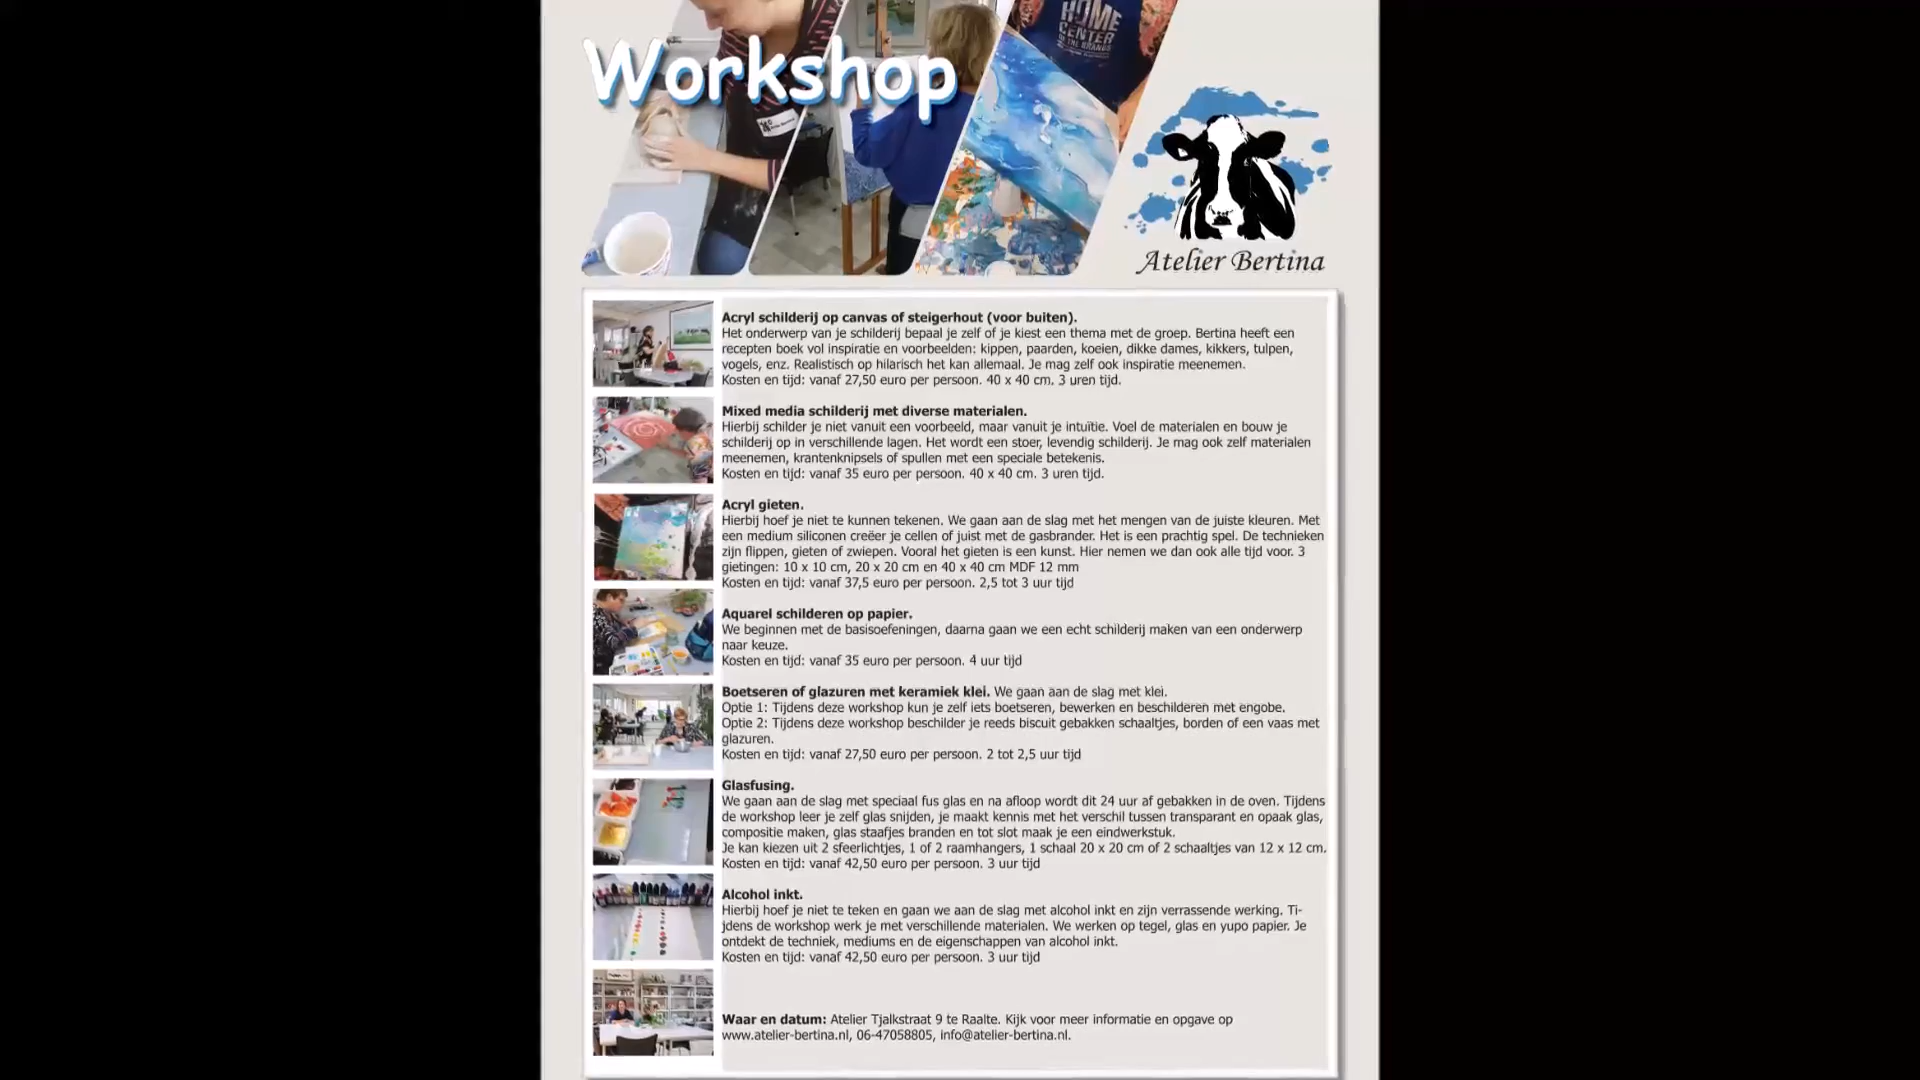 HOME
CENTER
OF THE BRANDS
Workshop
Atelier Bertina
Acryl schilderij op canvas of steigerhout (voor buiten).
Het onderwerp van je schilderij bepaal je zelf of je kiest een thema met de groep. Bertina heeft een
recepten boek vol inspiratie en voorbeelden: kippen, paarden, koeien, dikke dames, kikkers, tulpen,
vogels, enz. Realistisch op hilarisch het kan allemaal. Je mag zelf ook inspiratie meenemen.
Kosten en tijd: vanaf 27,50 euro per persoon. 40 x 40 cm. 3 uren tijd.
Mixed media schilderij met diverse materialen.
Hierbij schilder je niet vanuit een voorbeeld, maar vanuit je intuïtie. Voel de materialen en bouw je
schilderij op in verschillende lagen. Het wordt een stoer, levendig schilderij. Je mag ook zelf materialen
meenemen, krantenknipsels of spullen met een speciale betekenis.
Kosten en tijd: vanaf 35 euro per persoon. 40 x 40 cm. 3 uren tijd.
Acryl gieten.
Hierbij hoef je niet te kunnen tekenen. We gaan aan de slag met het mengen van de juiste kleuren. Met
een medium siliconen creëer je cellen of juist met de gasbrander. Het is een prachtig spel. De technieken
zijn flippen, gieten of zwiepen. Vooral het gieten is een kunst. Hier nemen we dan ook alle tijd voor. 3
gietingen: 10 x 10 cm, 20 x 20 cm en 40 x 40 cm MDF 12 mm
Kosten en tijd: vanaf 37,5 euro per persoon. 2,5 tot 3 uur tijd
Aquarel schilderen op papier.
We beginnen met de basisoefeningen, daarna gaan we een echt schilderij maken van een onderwerp
naar keuze.
Kosten en tijd: vanaf 35 euro per persoon. 4 uur tijd
Boetseren of glazuren met keramiek klei. We gaan aan de slag met klei.
Optie 1: Tijdens deze workshop kun je zelf iets boetseren, bewerken en beschilderen met engobe.
Optie 2: Tijdens deze workshop beschilder je reeds biscuit gebakken schaaltjes, borden of een vaas met
glazuren.
Kosten en tijd: vanaf 27,50 euro per persoon. 2 tot 2,5 uur tijd
Glasfusing.
We gaan aan de slag met speciaal fus glas en na afloop wordt dit 24 uur af gebakken in de oven. Tijdens
de workshop leer je zelf glas snijden, je maakt kennis met het verschil tussen transparant en opaak glas,
compositie maken, glas staafjes branden en tot slot maak je een eindwerkstuk.
Je kan kiezen uit 2 sfeerlichtjes, 1 of 2 raamhangers, 1 schaal 20 x 20 cm of 2 schaaltjes van 12 x 12 cm.
Kosten en tijd: vanaf 42,50 euro per persoon. 3 uur tijd
Alcohol inkt.
Hierbij hoef je niet te teken en gaan we aan de slag met alcohol inkt en zijn verrassende werking. Ti-
jdens de workshop werk je met verschillende materialen. We werken op tegel, glas en yupo papier. Je
ontdekt de techniek, mediums en de eigenschappen van alcohol inkt.
Kosten en tijd: vanaf 42,50 euro per persoon. 3 uur tijd
Waar en datum: Atelier Tjalkstraat 9 te Raalte. Kijk voor meer informatie en opgave op
www.atelier-bertina.nl, 06-47058805, info@atelier-bertina.nl.